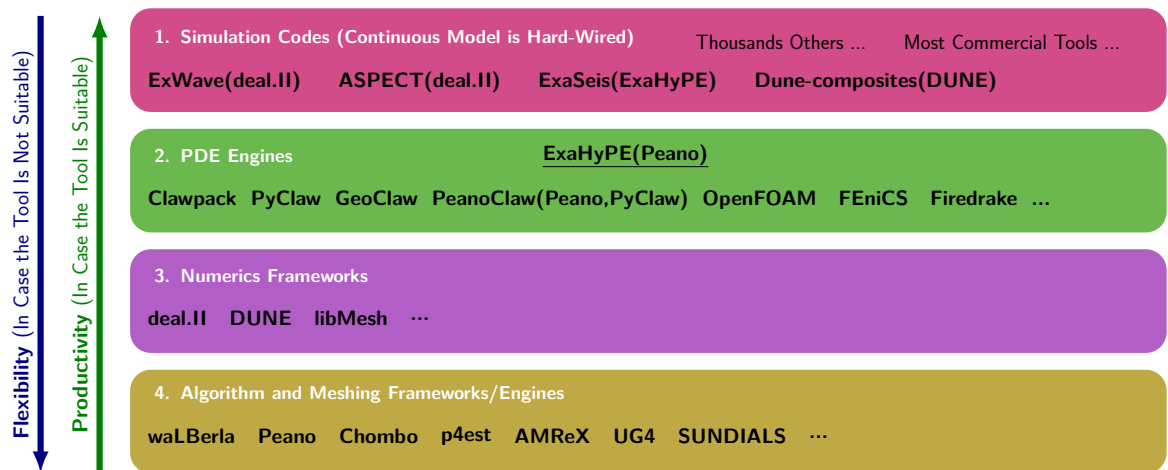 Flexibility (In Case the Tool Is Not Suitable)
Productivity (In Case the Tool Is Suitable)
1. Simulation Codes (Continuous Model is Hard-Wired)
Thousands Others ... Most Commercial Tools ...
ExWave(deal.II) ASPECT(deal.II) ExaSeis(ExaHyPE) Dune-composites(DUNE)
2. PDE Engines
ExaHyPE(Peano)
Clawpack PyClaw GeoClaw PeanoClaw(Peano,PyClaw) OpenFOAM FEniCS Firedrake ...
3. Numerics Frameworks
deal.II DUNE libMesh ...
4. Algorithm and Meshing Frameworks/Engines
waLBerla Peano Chombo p4est AMReX UG4 SUNDIALS ...